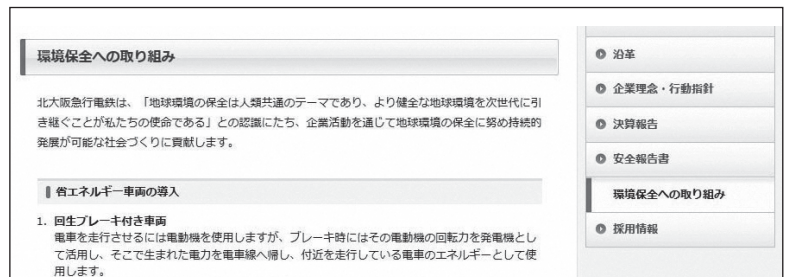 環境保全への取り組み
北大阪急行電鉄は、「地球環境の保全は人類共通のテーマであり、より健全な地球環境を次世代に引
き継ぐことが私たちの使命である」との認識にたち、企業活動を通じて地球環境の保全に努め持続的
発展が可能な社会づくりに貢献します。
省エネルギー車両の導入
1. 回生ブレーキ付き車両
電車を走行させるには電動機を使用しますが、ブレーキ時にはその電動機の回転力を発電機とし
て活用し、そこで生まれた電力を電車線へ帰し、付近を走行している電車のエネルギーとして使
用します。
沿革
企業理念・行動指針
決算報告
安全報告書
環境保全への取り組み
採用情報